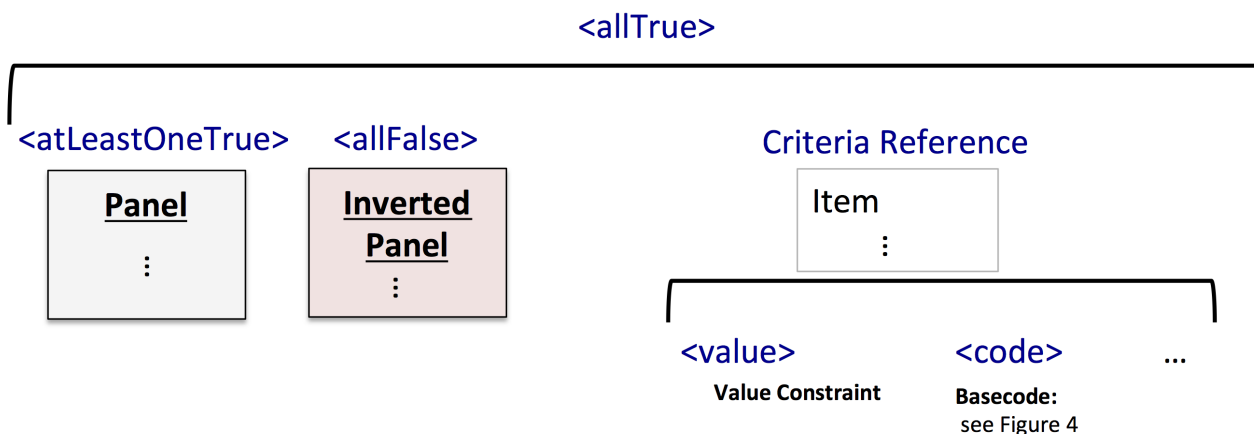 <allTrue>
<atLeastOneTrue> <allFalse> Criteria Reference
Panel
⋮
Inverted
Panel
⋮
Item
⋮
<value> <code> ...
Value Constraint
Basecode:
see Figure 4